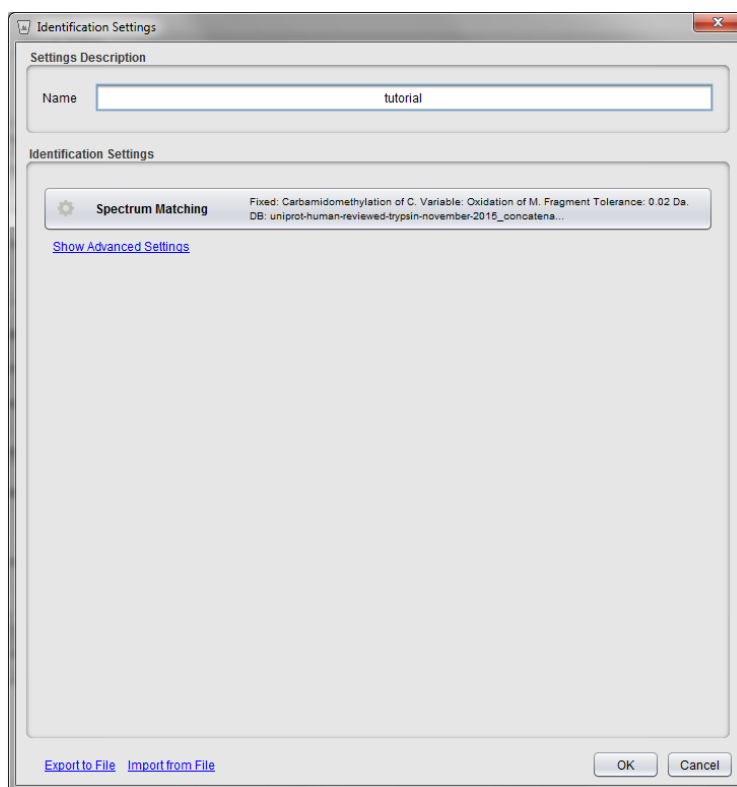 Identification Settings
Settings Description
Name
tutorial
Identification Settings
Spectrum Matching
Fixed: Carbamidomethylation of C. Variable: Oxidation of M. Fragment Tolerance: 0.02 Da.
DB: uniprot-human-reviewed-trypsin-november-2015_concatena...
Show Advanced Settings
Export to File Import from File
OK Cancel